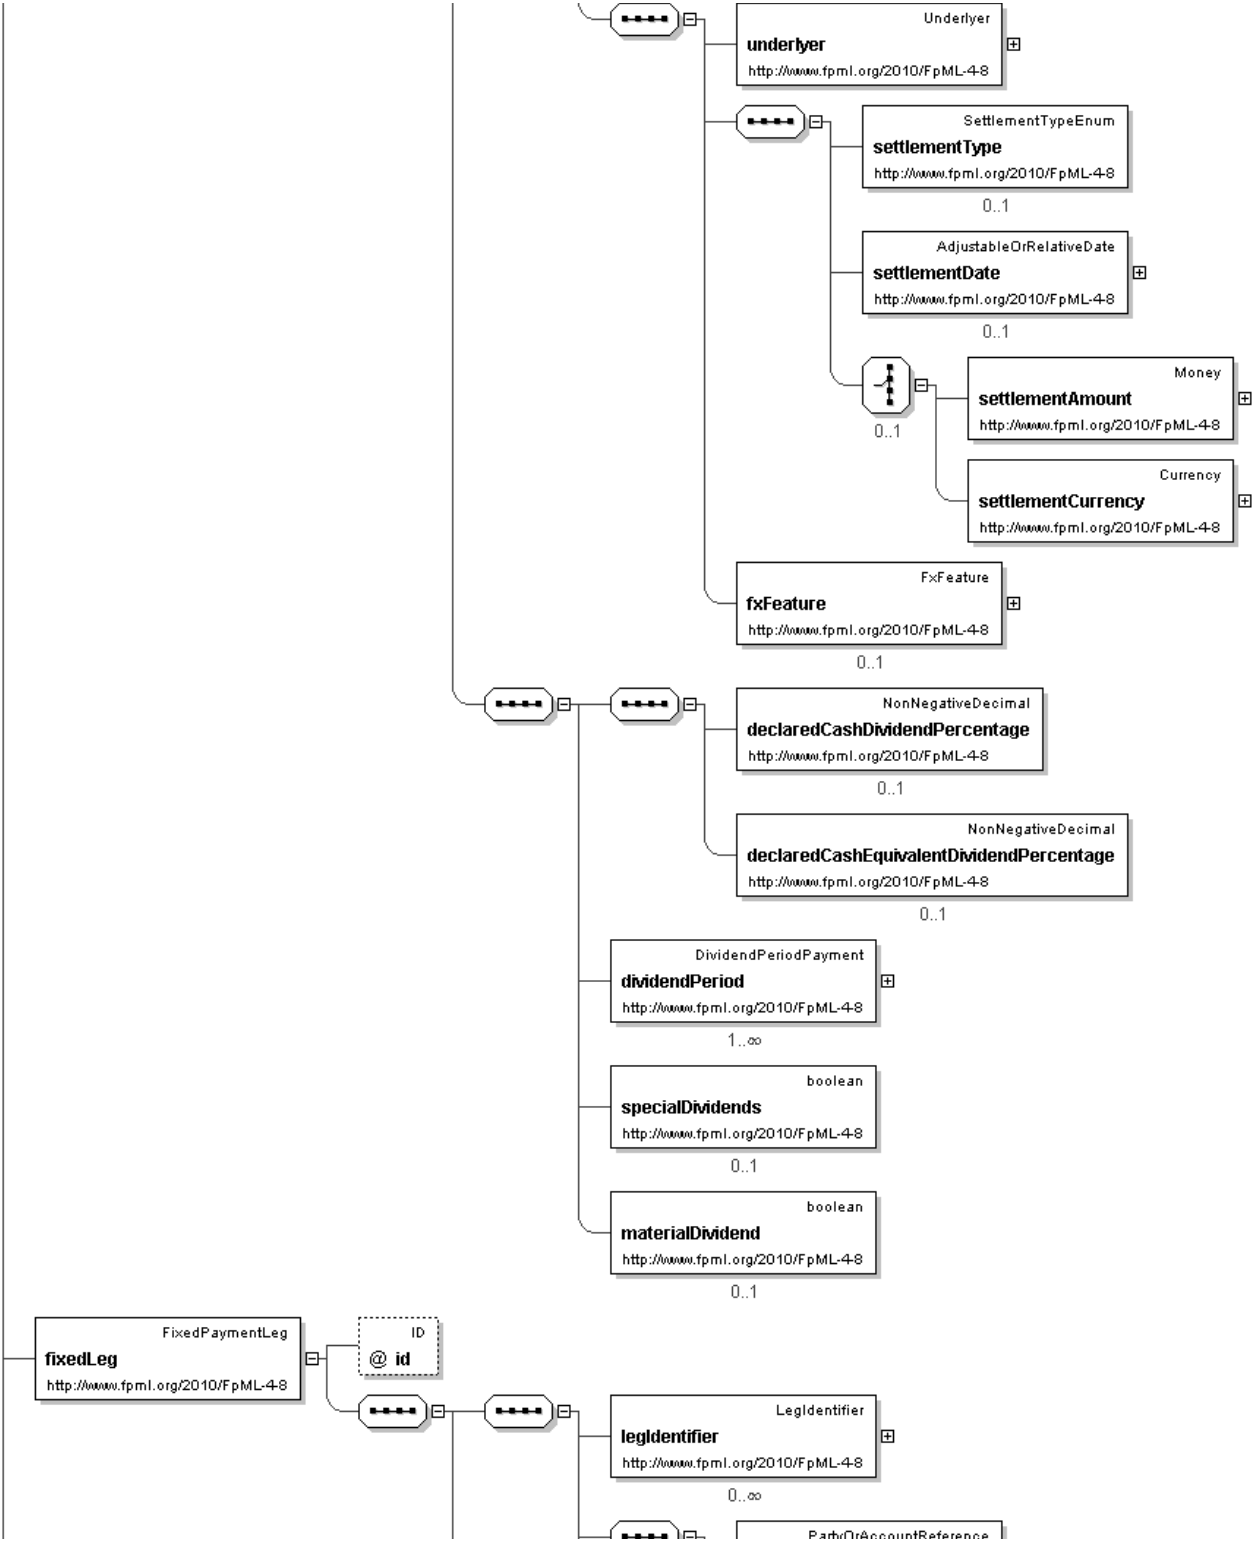 Underlyer
underlyer
http://www.fpml.org/2010/FpML-4-8
SettlementTypeEnum
settlementType
http://www.fpml.org/2010/FpML-4-8
0..1
AdjustableOrRelativeDate
settlementDate
http://www.fpml.org/2010/FpML-4-8
0..1
0..1
Money
settlementAmount
http://www.fpml.org/2010/FpML-4-8
Currency
settlementCurrency
http://www.fpml.org/2010/FpML-4-8
FxFeature
fxFeature
http://www.fpml.org/2010/FpML-4-8
0..1
NonNegativeDecimal
declaredCashDividendPercentage
http://www.fpml.org/2010/FpML-4-8
0..1
NonNegativeDecimal
declaredCashEquivalentDividendPercentage
http://www.fpml.org/2010/FpML-4-8
0..1
DividendPeriodPayment
dividendPeriod
http://www.fpml.org/2010/FpML-4-8
1..∞
boolean
specialDividends
http://www.fpml.org/2010/FpML-4-8
0..1
boolean
materialDividend
http://www.fpml.org/2010/FpML-4-8
0..1
FixedPaymentLeg
fixedLeg
http://www.fpml.org/2010/FpML-4-8
ID
@ id
LegIdentifier
legIdentifier
http://www.fpml.org/2010/FpML-4-8
0..∞
PartyOrAccountReference